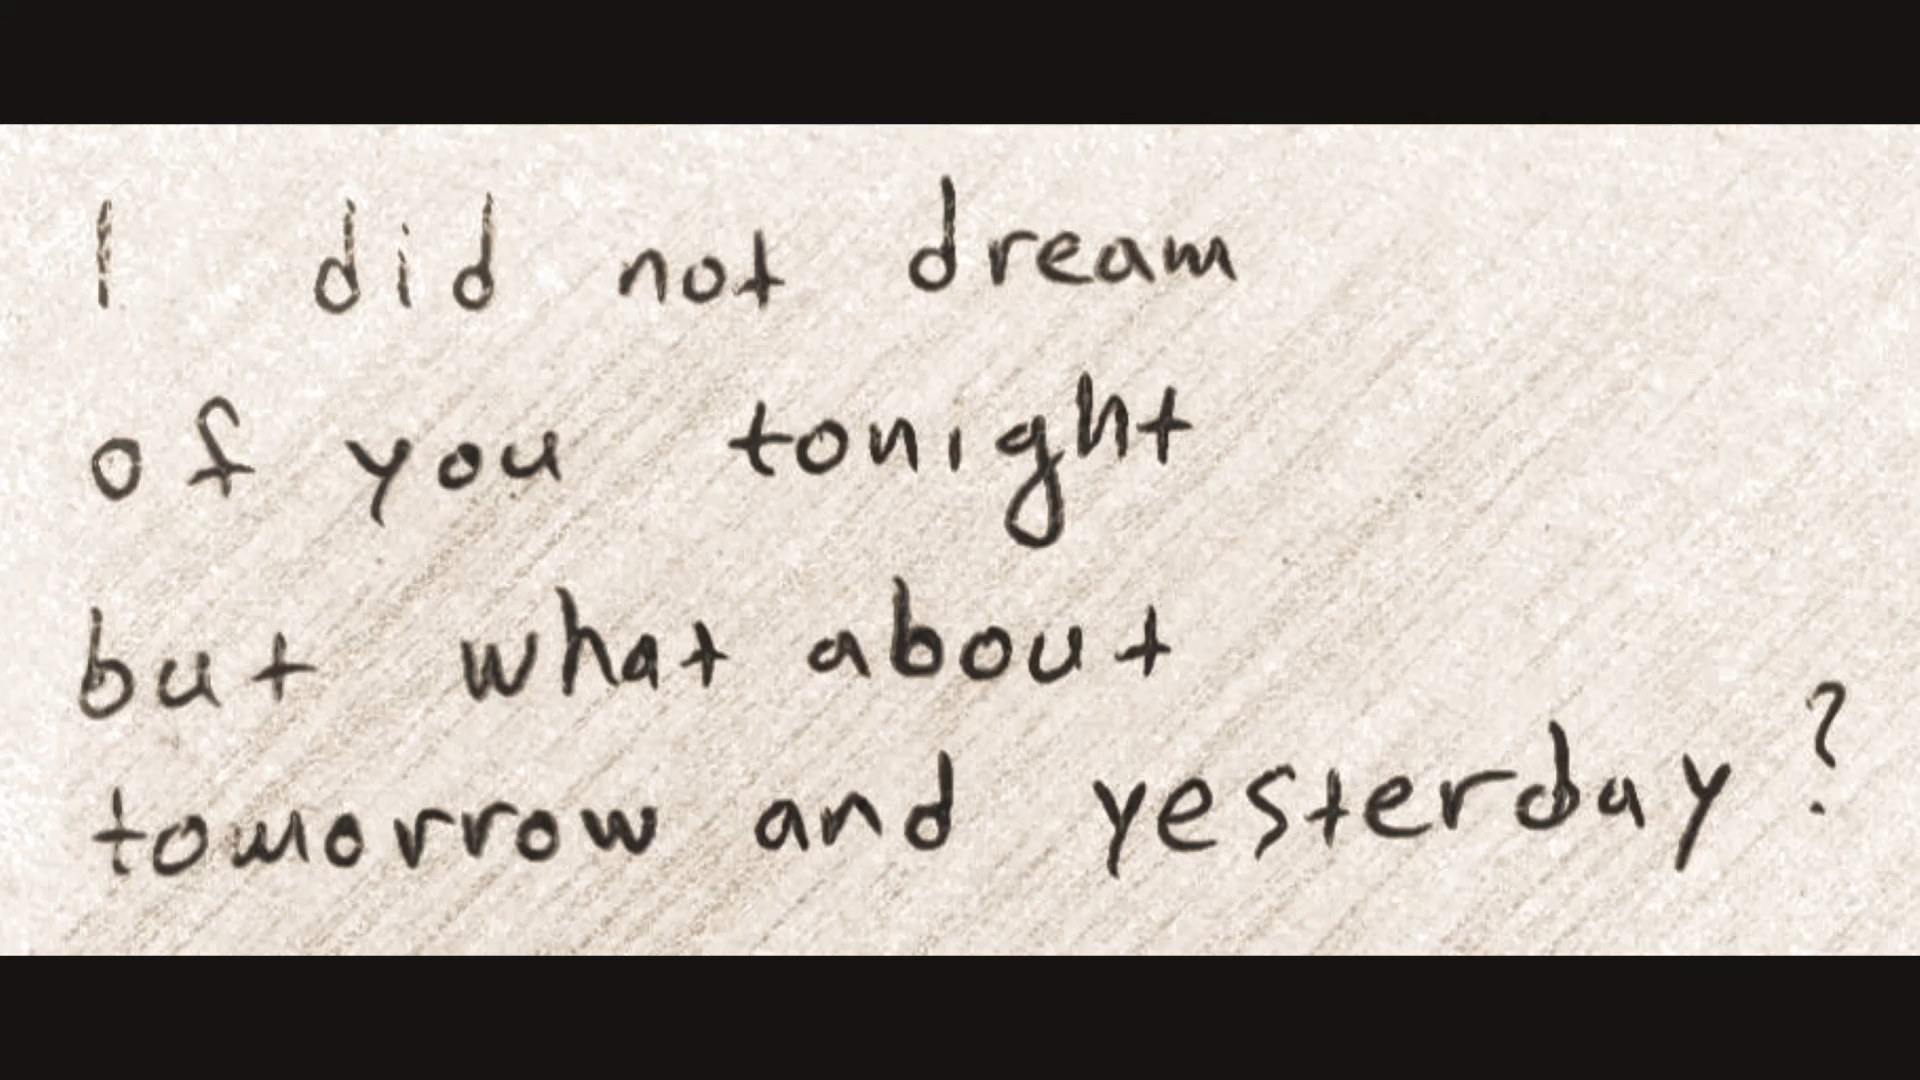 I did not dream
of you tonight
but what about
tomorrow and yesterday?